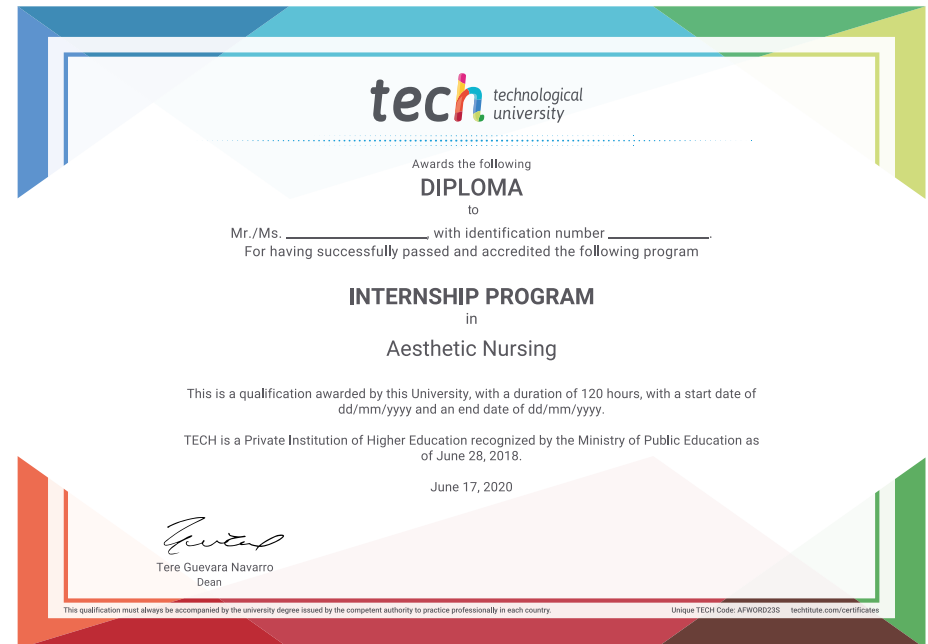 tech technological
university
Awards the following
DIPLOMA
to
Mr./Ms. ____________________, with identification number ______________.
For having successfully passed and accredited the following program
INTERNSHIP PROGRAM
in
Aesthetic Nursing
This is a qualification awarded by this University, with a duration of 120 hours, with a start date of
dd/mm/yyyy and an end date of dd/mm/yyyy.
TECH is a Private Institution of Higher Education recognized by the Ministry of Public Education as
of June 28, 2018.
June 17, 2020
Tere Guevara Navarro
Dean
This qualification must always be accompanied by the university degree issued by the competent authority to practice professionally in each country.
Unique TECH Code: AFWORD23S techtitute.com/certificates